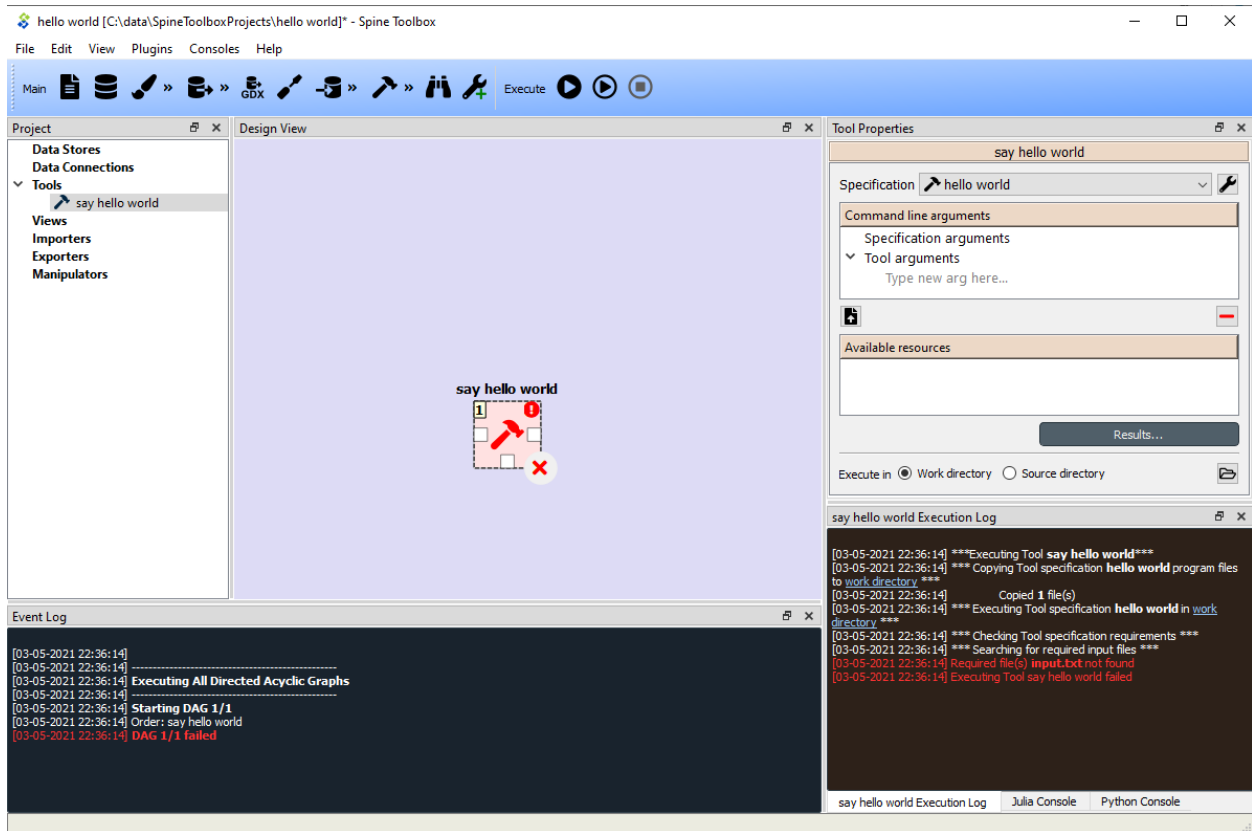 hello world [C:\data\SpineToolboxProjects\hello world]* - Spine Toolbox
File Edit View Plugins Consoles Help
Main » » GDX » » Execute
Project
Data Stores
Data Connections
Tools
say hello world
Views
Importers
Exporters
Manipulators
Design View
say hello world
1
Tool Properties
say hello world
Specification hello world
Command line arguments
Specification arguments
Tool arguments
Type new arg here...
Available resources
Results...
Execute in Work directory Source directory
Event Log
[03-05-2021 22:36:14]
[03-05-2021 22:36:14] -------------------------------------------------
[03-05-2021 22:36:14] Executing All Directed Acyclic Graphs
[03-05-2021 22:36:14] -------------------------------------------------
[03-05-2021 22:36:14] Starting DAG 1/1
[03-05-2021 22:36:14] Order: say hello world
[03-05-2021 22:36:14] DAG 1/1 failed
say hello world Execution Log
[03-05-2021 22:36:14] ***Executing Tool say hello world***
[03-05-2021 22:36:14] *** Copying Tool specification hello world program files
to work directory ***
[03-05-2021 22:36:14] Copied 1 file(s)
[03-05-2021 22:36:14] *** Executing Tool specification hello world in work
directory ***
[03-05-2021 22:36:14] *** Checking Tool specification requirements ***
[03-05-2021 22:36:14] *** Searching for required input files ***
[03-05-2021 22:36:14] Required file(s) input.txt not found
[03-05-2021 22:36:14] Executing Tool say hello world failed
say hello world Execution Log Julia Console Python Console